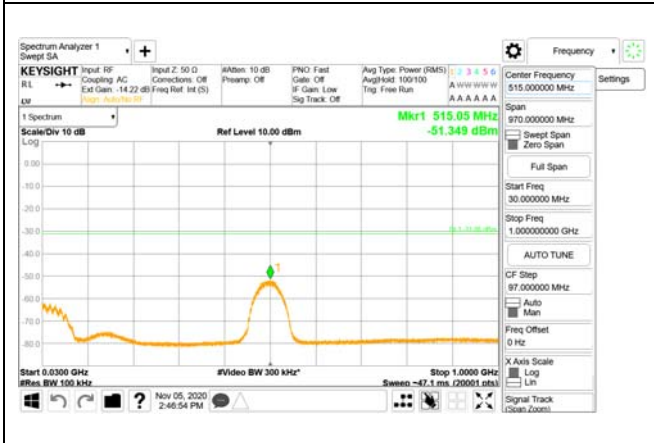 Spectrum Analyzer 1
Swept SA
+
Frequency
KEYSIGHT
Input: RF
Coupling: AC
Ext Gain: -14.22 dB
Align: Auto/No RF
Input Z: 50 Ω
Corrections: Off
Freq Ref: Int (S)
#Atten: 10 dB
Preamp: Off
PNO: Fast
Gate: Off
IF Gain: Low
Sig Track: Off
Avg Type: Power (RMS)
Avg|Hold: 100/100
Trig: Free Run
1 2 3 4 5 6
A W W W W W
A A A A A A
RL
1 Spectrum
Scale/Div 10 dB
Log
Ref Level 10.00 dBm
Mkr1 515.05 MHz
-51.349 dBm
0.00
-10.0
-20.0
-30.0
-40.0
-50.0
-60.0
-70.0
-80.0
1
Start 0.0300 GHz
#Res BW 100 kHz
#Video BW 300 kHz*
Stop 1.0000 GHz
Sweep ~47.1 ms (20001 pts)
Nov 05, 2020
2:46:54 PM
Center Frequency
515.000000 MHz
Settings
Span
970.000000 MHz
Swept Span
Zero Span
Full Span
Start Freq
30.000000 MHz
Stop Freq
1.000000000 GHz
AUTO TUNE
CF Step
97.000000 MHz
Auto
Man
Freq Offset
0 Hz
X Axis Scale
Log
Lin
Signal Track
(Span Zoom)